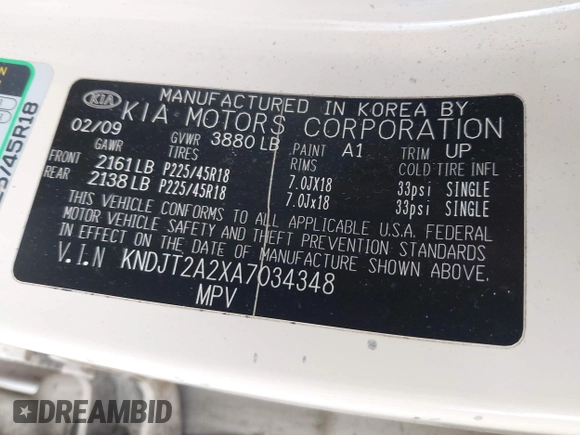 KIA
MANUFACTURED IN KOREA BY
KIA MOTORS CORPORATION
02/09 GVWR 3880 LB PAINT A1 TRIM UP
GAWR TIRES RIMS COLD TIRE INFL
FRONT 2161 LB P225/45R18 7.0JX18 33psi SINGLE
REAR 2138 LB P225/45R18 7.0Jx18 33psi SINGLE
THIS VEHICLE CONFORMS TO ALL APPLICABLE U.S.A. FEDERAL
MOTOR VEHICLE SAFETY AND THEFT PREVENTION STANDARDS
IN EFFECT ON THE DATE OF MANUFACTURE SHOWN ABOVE.
V.I.N KNDJT2A2XA7034348
MPV
5/45R18
DREAMBID